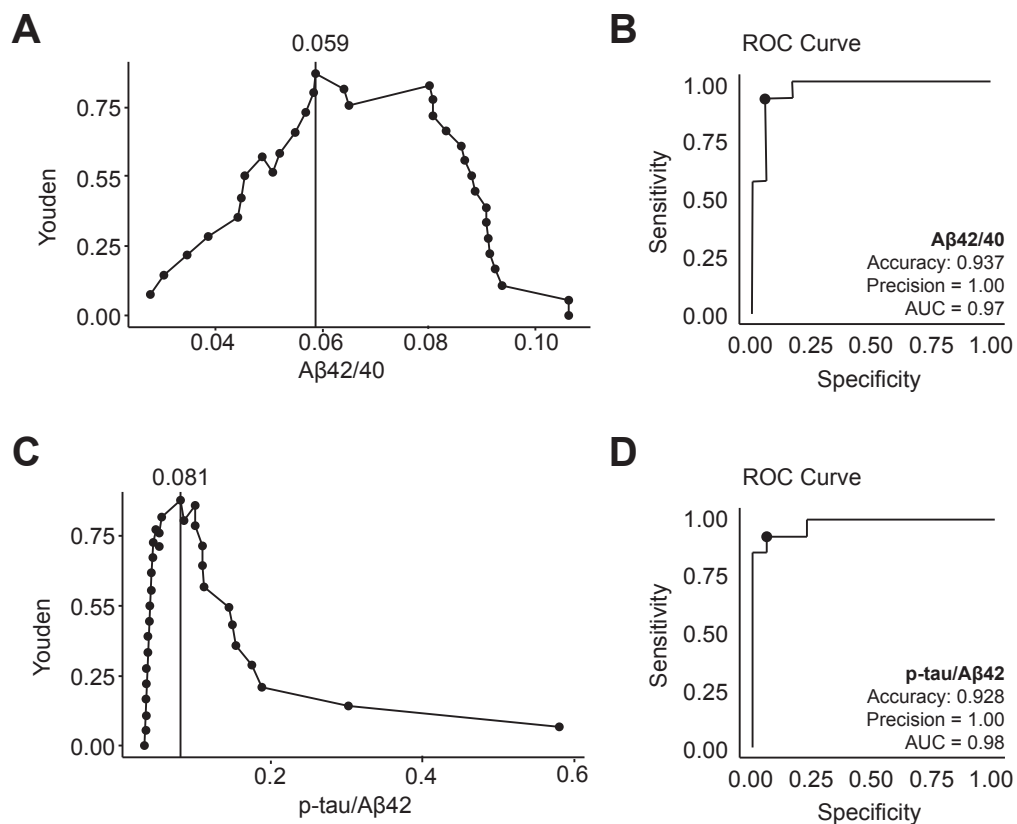 A
0.059
Youden
0.75
0.55
0.25
0.00
0.04
0.06
0.08
0.10
Aβ42/40
B
ROC Curve
Sensitivity
1.00
0.75
0.50
0.25
0.00
Aβ42/40
Accuracy: 0.937
Precision = 1.00
AUC = 0.97
0.00 0.25 0.50 0.75 1.00
Specificity
C
0.081
Youden
0.75
0.55
0.25
0.00
0.2
0.4
0.6
p-tau/Aβ42
D
ROC Curve
Sensitivity
1.00
0.75
0.50
0.25
0.00
p-tau/Aβ42
Accuracy: 0.928
Precision = 1.00
AUC = 0.98
0.00 0.25 0.50 0.75 1.00
Specificity